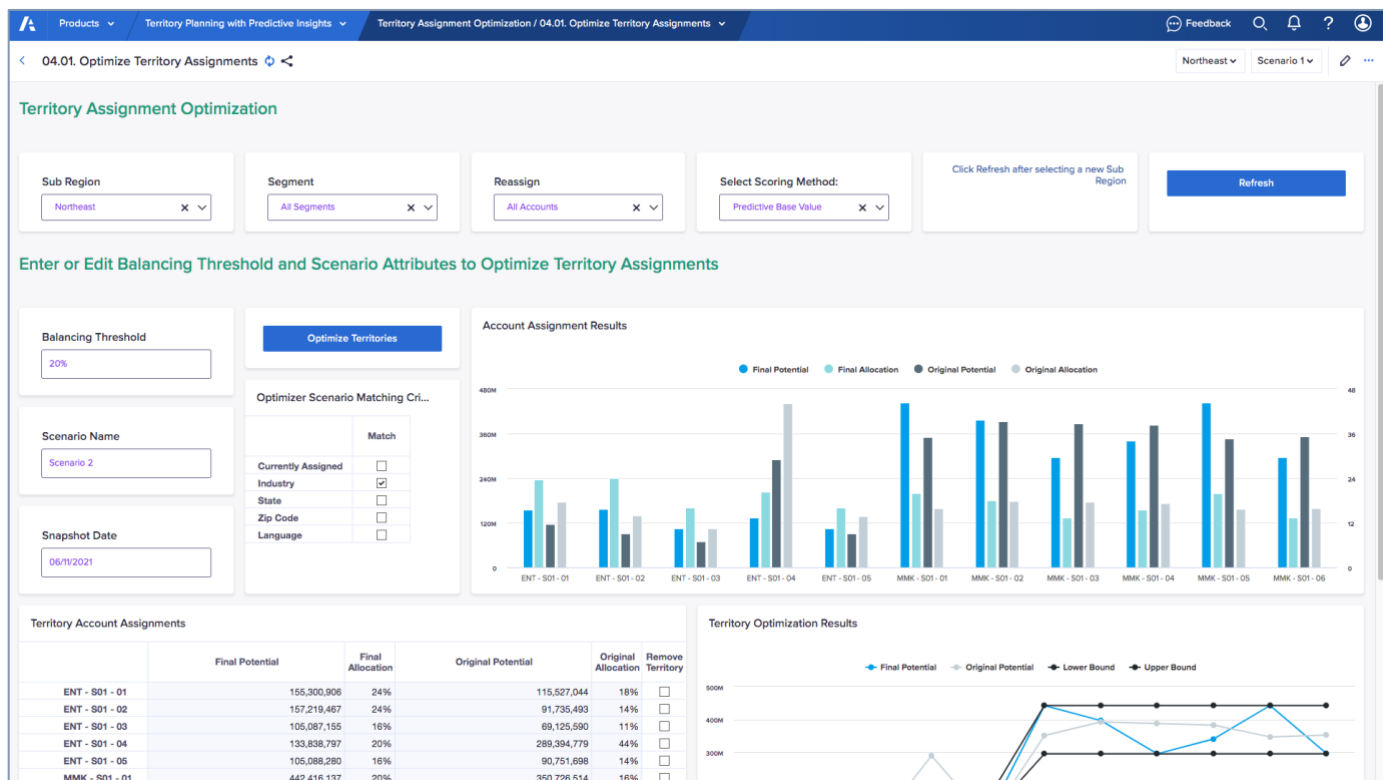 Products
Territory Planning with Predictive Insights
Territory Assignment Optimization / 04.01. Optimize Territory Assignments
Feedback
04.01. Optimize Territory Assignments
Northeast
Scenario 1
Territory Assignment Optimization
Sub Region
Northeast
Segment
All Segments
Reassign
All Accounts
Select Scoring Method:
Predictive Base Value
Click Refresh after selecting a new Sub
Region
Refresh
Enter or Edit Balancing Threshold and Scenario Attributes to Optimize Territory Assignments
Balancing Threshold
20%
Scenario Name
Scenario 2
Snapshot Date
06/11/2021
Optimize Territories
Optimizer Scenario Matching Cri...
Match
Currently Assigned
Industry
State
Zip Code
Language
Account Assignment Results
Final Potential Final Allocation Original Potential Original Allocation
480M 48
360M 36
240M 24
120M 12
0 0
ENT - S01 - 01 ENT - S01 - 02 ENT - S01 - 03 ENT - S01 - 04 ENT - S01 - 05 MMK - S01 - 01 MMK - S01 - 02 MMK - S01 - 03 MMK - S01 - 04 MMK - S01 - 05 MMK - S01 - 06
Territory Account Assignments
Final Potential Final Allocation Original Potential Original Allocation Remove Territory
ENT - S01 - 01 155,300,906 24% 115,527,044 18%
ENT - S01 - 02 157,219,467 24% 91,735,493 14%
ENT - S01 - 03 105,087,155 16% 69,125,590 11%
ENT - S01 - 04 133,838,797 20% 289,394,779 44%
ENT - S01 - 05 105,088,280 16% 90,751,698 14%
MMK - S01 - 01 442,416,137 20% 350,726,514 16%
Territory Optimization Results
Final Potential Original Potential Lower Bound Upper Bound
500M
400M
300M